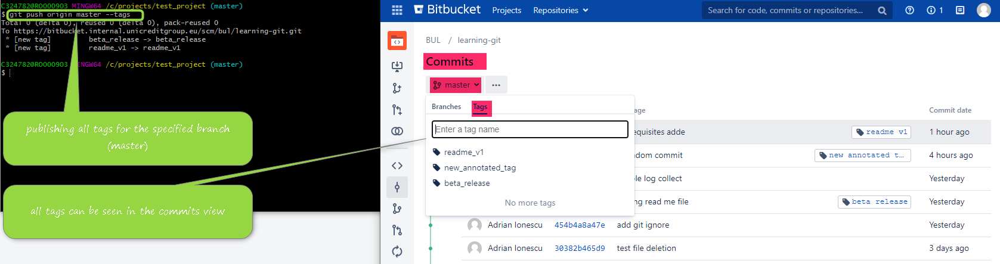 C324782@RO00903 MINGW64 /c/projects/test_project (master)
$ git push origin master --tags
Total 0 (delta 0), reused 0 (delta 0), pack-reused 0
To https://bitbucket.internal.unicreditgroup.eu/scm/bul/learning-git.git
* [new tag] beta_release -> beta_release
* [new tag] readme_v1 -> readme_v1
C324782@RO00903 MINGW64 /c/projects/test_project (master)
$
publishing all tags for the specified branch
(master)
all tags can be seen in the commits view
Bitbucket Projects Repositories Search for code, commits or repositories... 1
BUL / learning-git
Commits
master ...
Branches Tags
age Commit date
Enter a tag name
equisites adde readme v1 1 hour ago
readme_v1
ndom commit new annotated t... 4 hours ago
new_annotated_tag
ple log collect Yesterday
beta_release
No more tags
ng read me file beta release Yesterday
Adrian Ionescu 454b4a8a47e add git ignore Yesterday
Adrian Ionescu 30382b465d9 test file deletion 3 days ago